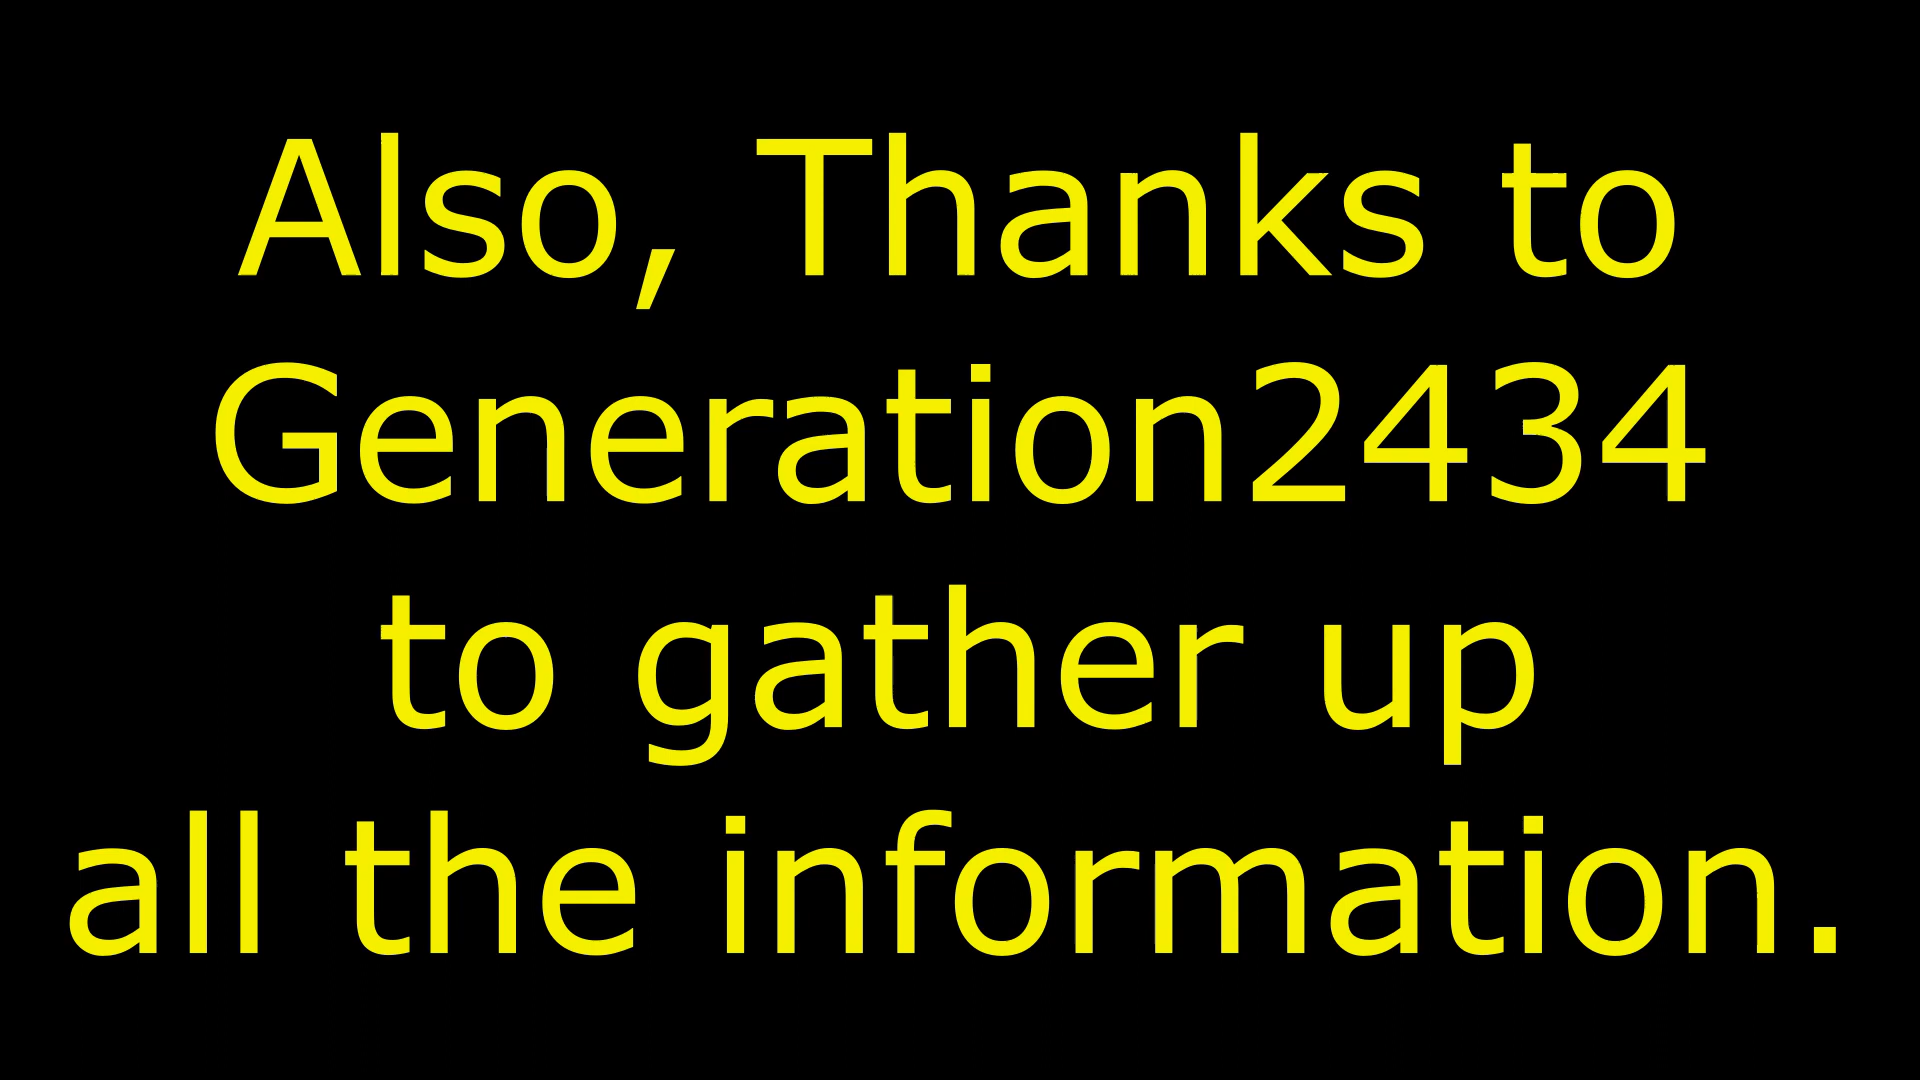 Also, Thanks to
Generation2434
to gather up
all the information.